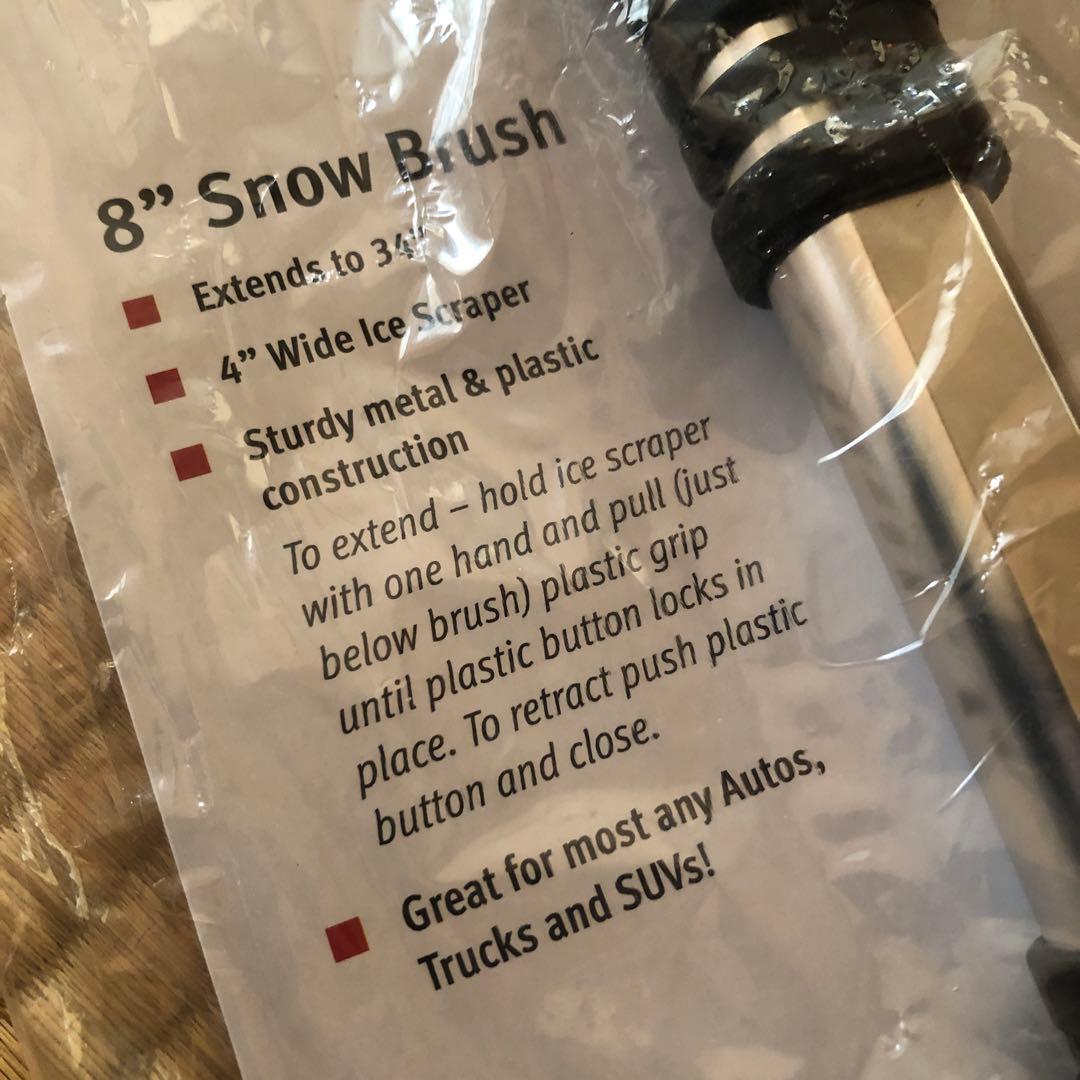 8” Snow Brush
Extends to 34"
4” Wide Ice Scraper
Sturdy metal & plastic
construction
To extend – hold ice scraper
with one hand and pull (just
below brush) plastic grip
until plastic button locks in
place. To retract push plastic
button and close.
Great for most any Autos,
Trucks and SUVs!